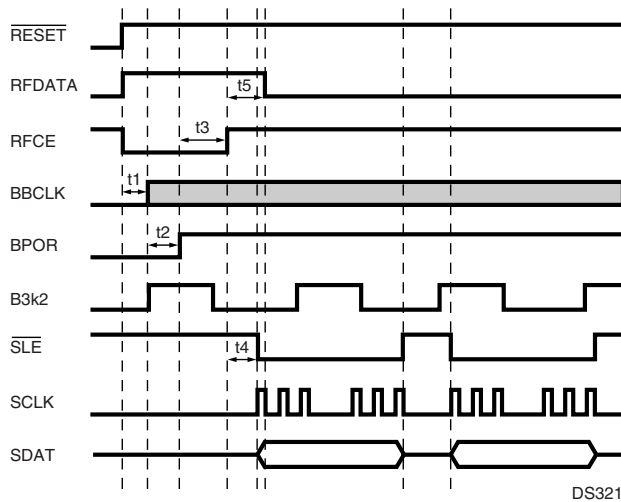 RESET
RFDATA
t5
t3
RFCE
t1
BBCLK
t2
BPOR
B3k2
SLE
t4
SCLK
SDAT
DS321